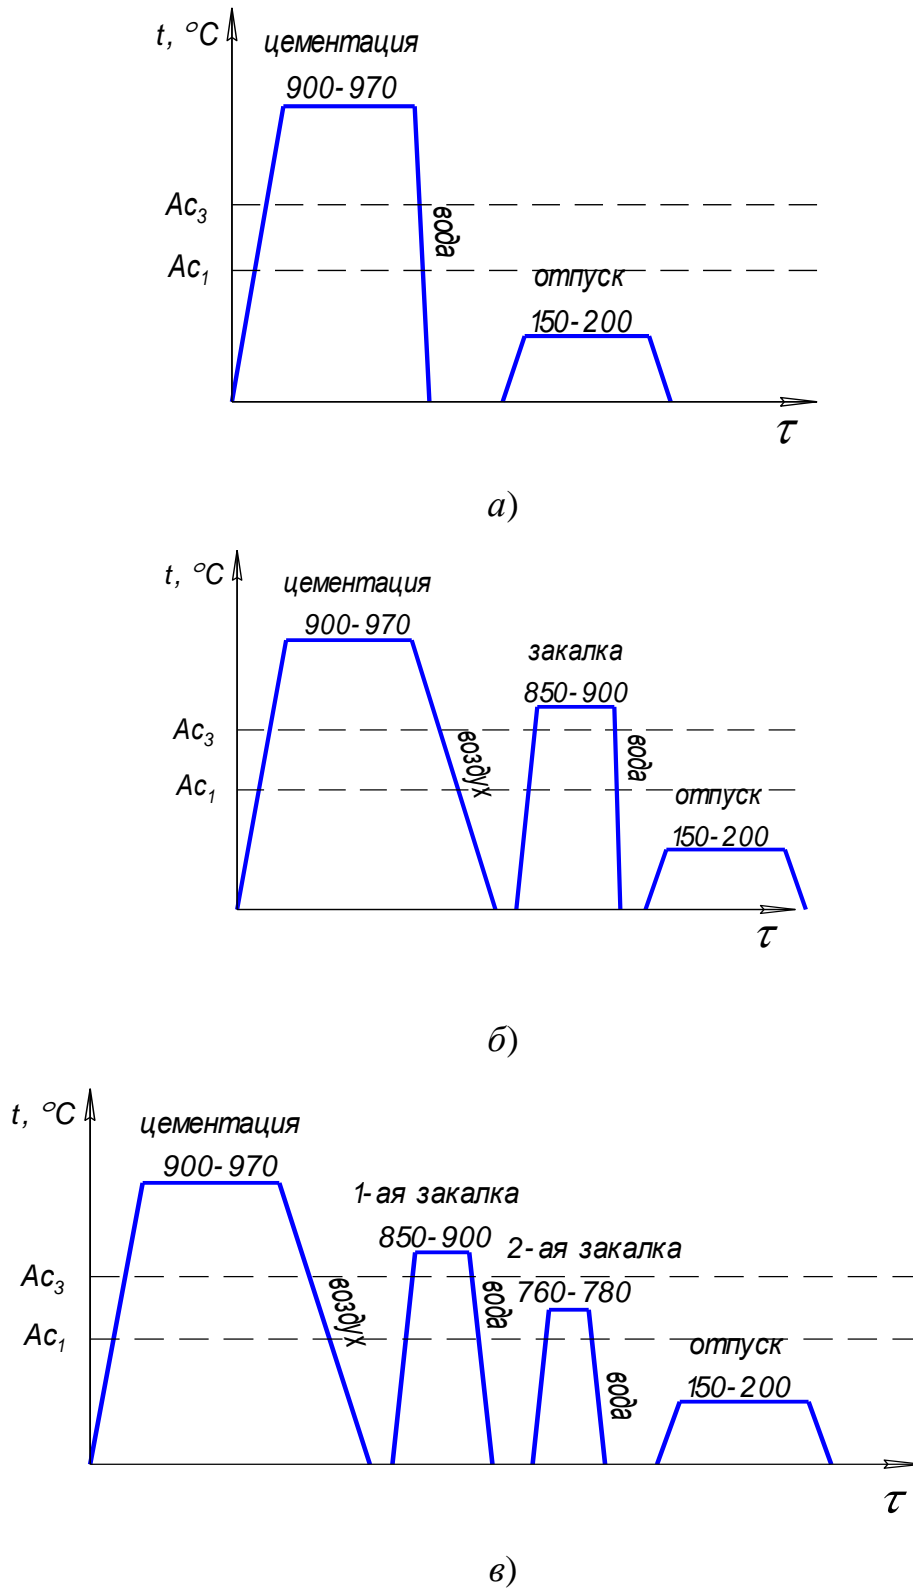 t, °C
цементация
900-970
Ac3
вода
Ac1
отпуск
150-200
τ
а)
t, °C
цементация
900-970
закалка
850-900
Ac3
воздух
вода
Ac1
отпуск
150-200
τ
б)
t, °C
цементация
900-970
1-ая закалка
850-900
2-ая закалка
Ac3
760-780
воздух
вода
Ac1
отпуск
150-200
вода
τ
в)